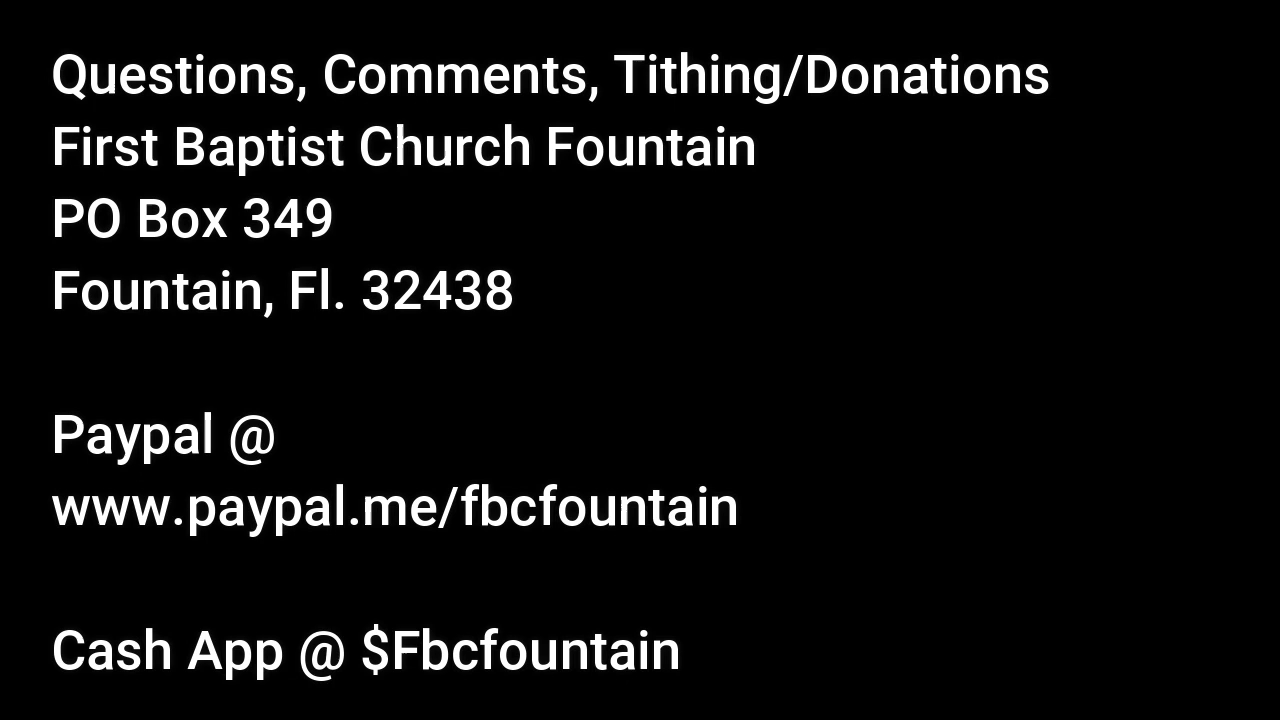 Questions, Comments, Tithing/Donations
First Baptist Church Fountain
PO Box 349
Fountain, Fl. 32438
Paypal @
www.paypal.me/fbcfountain
Cash App @ $Fbcfountain